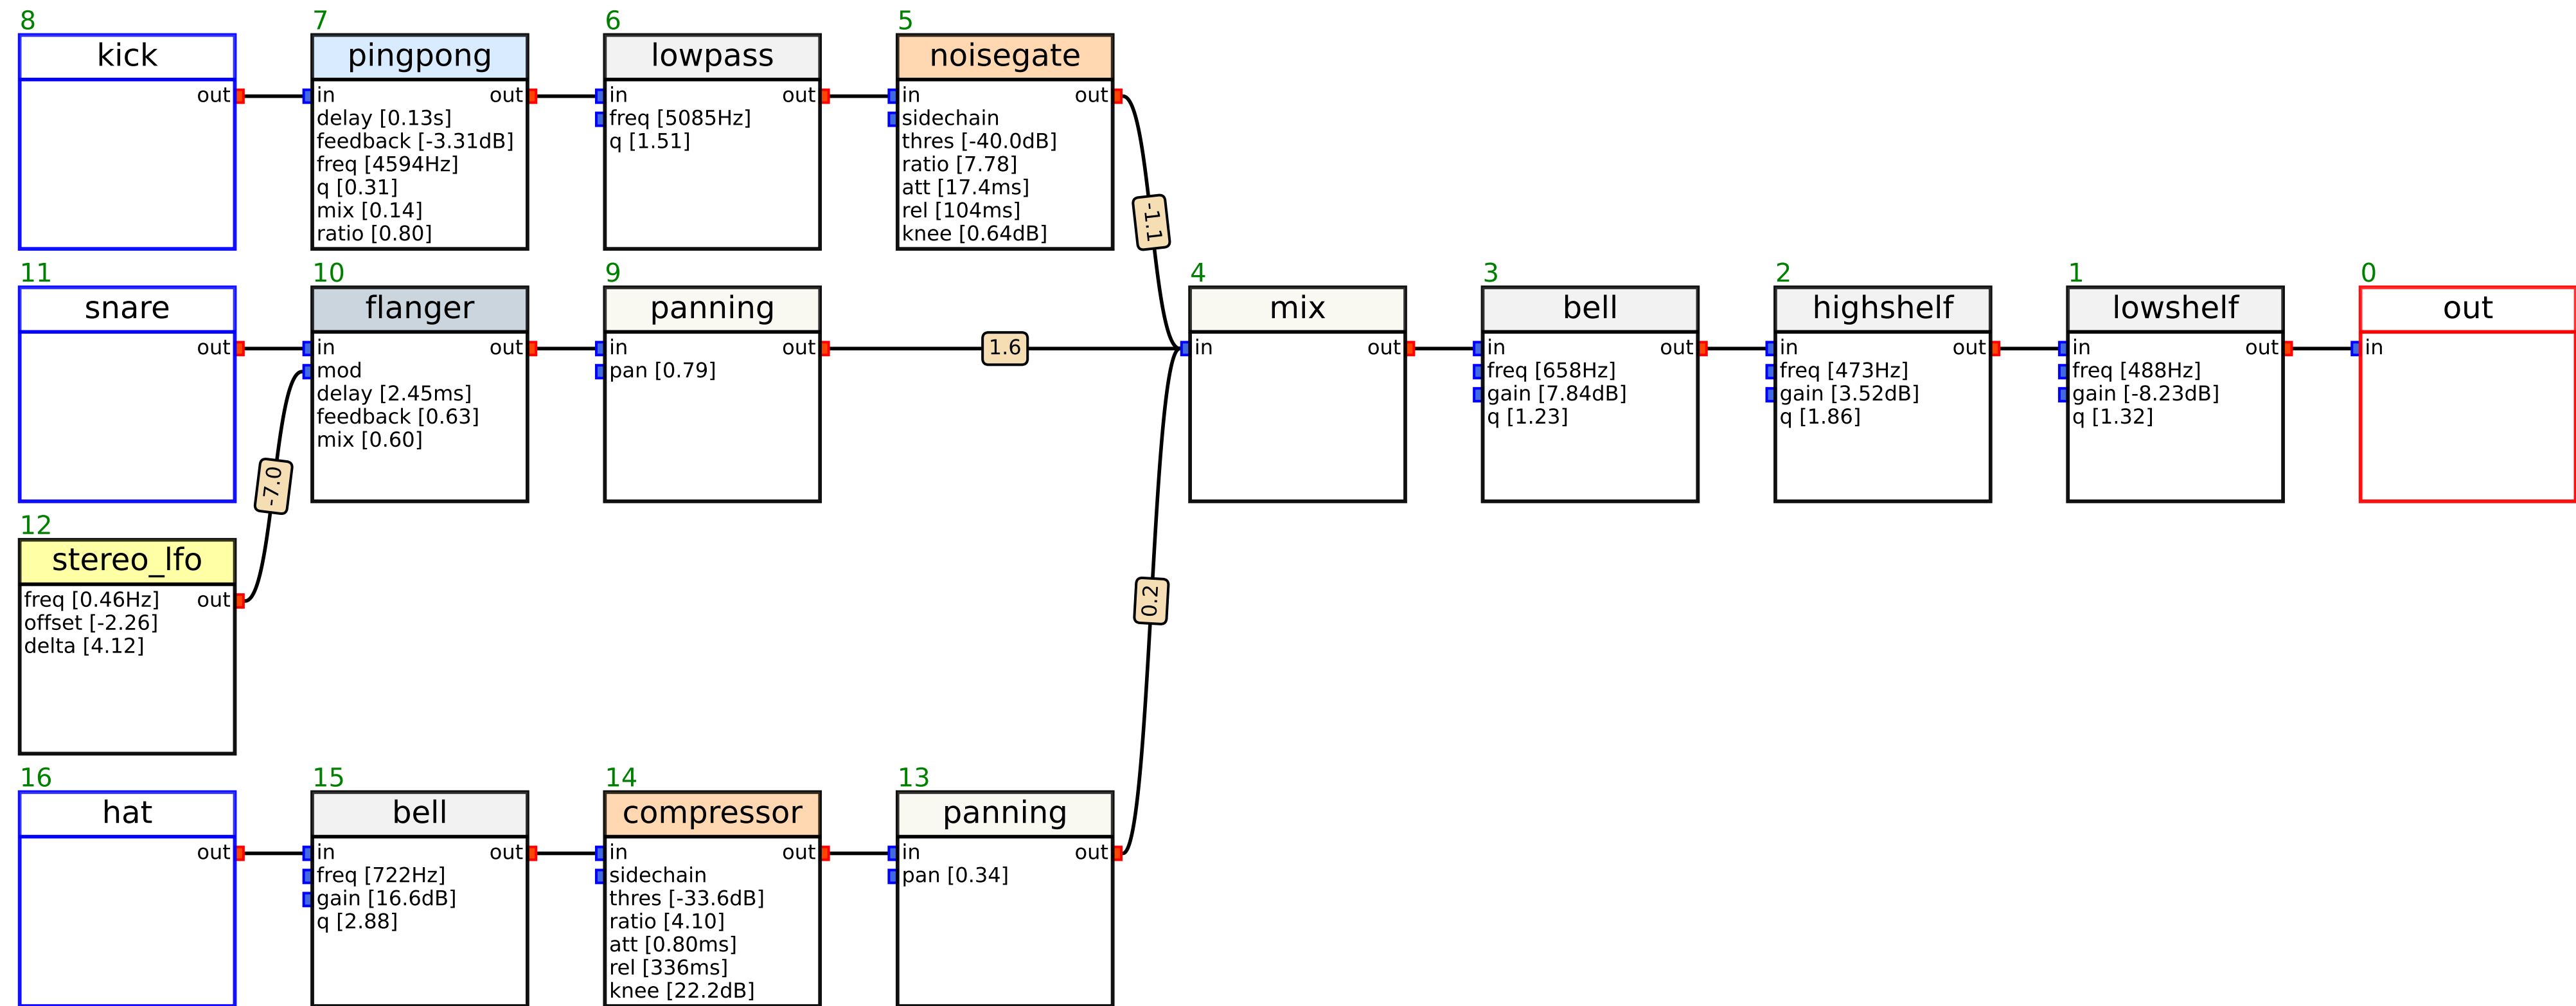 8
kick
out
7
pingpong
in out
delay [0.13s]
feedback [-3.31dB]
freq [4594Hz]
q [0.31]
mix [0.14]
ratio [0.80]
6
lowpass
in out
freq [5085Hz]
q [1.51]
5
noisegate
in out
sidechain
thres [-40.0dB]
ratio [7.78]
att [17.4ms]
rel [104ms]
knee [0.64dB]
-1.1
11
snare
out
10
flanger
in out
mod
delay [2.45ms]
feedback [0.63]
mix [0.60]
9
panning
in out
pan [0.79]
1.6
4
mix
in out
3
bell
in out
freq [658Hz]
gain [7.84dB]
q [1.23]
2
highshelf
in out
freq [473Hz]
gain [3.52dB]
q [1.86]
1
lowshelf
in out
freq [488Hz]
gain [-8.23dB]
q [1.32]
0
out
in
-7.0
12
stereo_lfo
freq [0.46Hz] out
offset [-2.26]
delta [4.12]
0.2
16
hat
out
15
bell
in out
freq [722Hz]
gain [16.6dB]
q [2.88]
14
compressor
in out
sidechain
thres [-33.6dB]
ratio [4.10]
att [0.80ms]
rel [336ms]
knee [22.2dB]
13
panning
in out
pan [0.34]